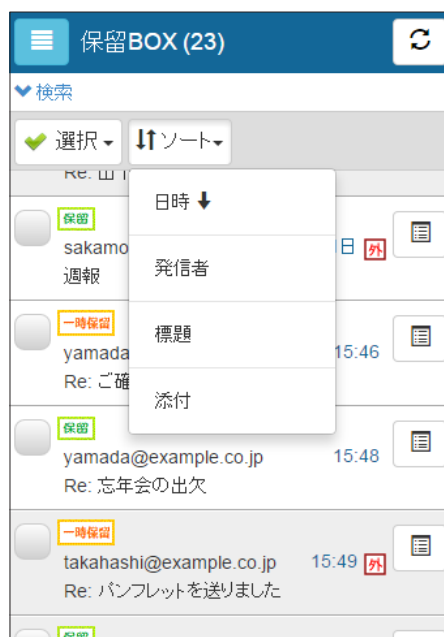 保留BOX (23)
検索
選択 ソート
Re: 山
日時
保留
sakamo 日 外
週報
発信者
一時保留
標題
yamada 15:46
Re: ご確
添付
保留
yamada@example.co.jp 15:48
Re: 忘年会の出欠
一時保留
takahashi@example.co.jp 15:49 外
Re: パンフレットを送りました
保留